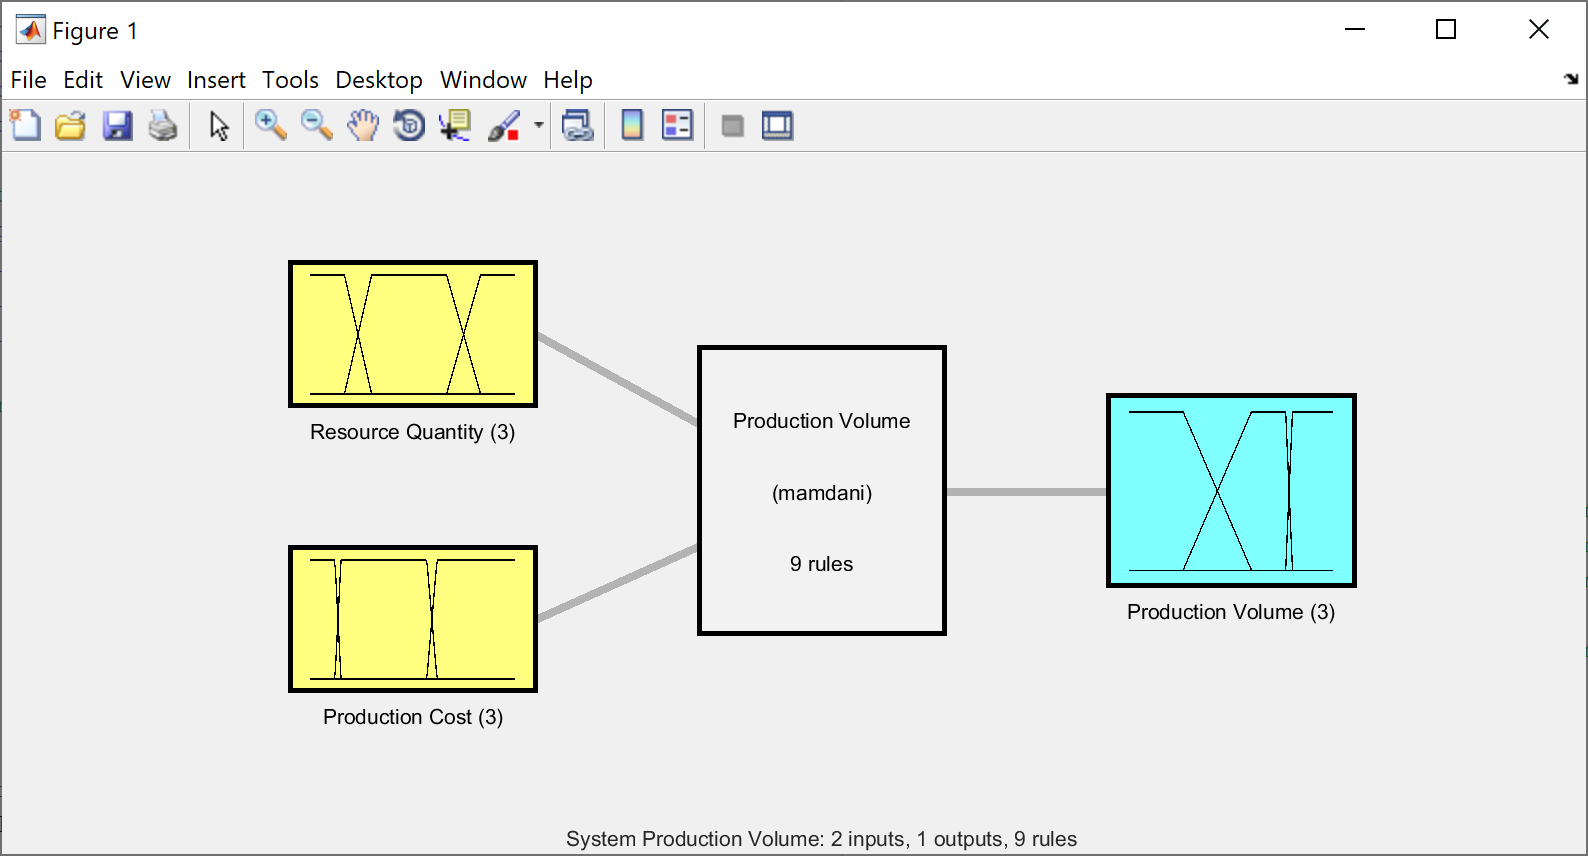 Figure 1
File Edit View Insert Tools Desktop Window Help
Resource Quantity (3)
Production Cost (3)
Production Volume
(mamdani)
9 rules
Production Volume (3)
System Production Volume: 2 inputs, 1 outputs, 9 rules